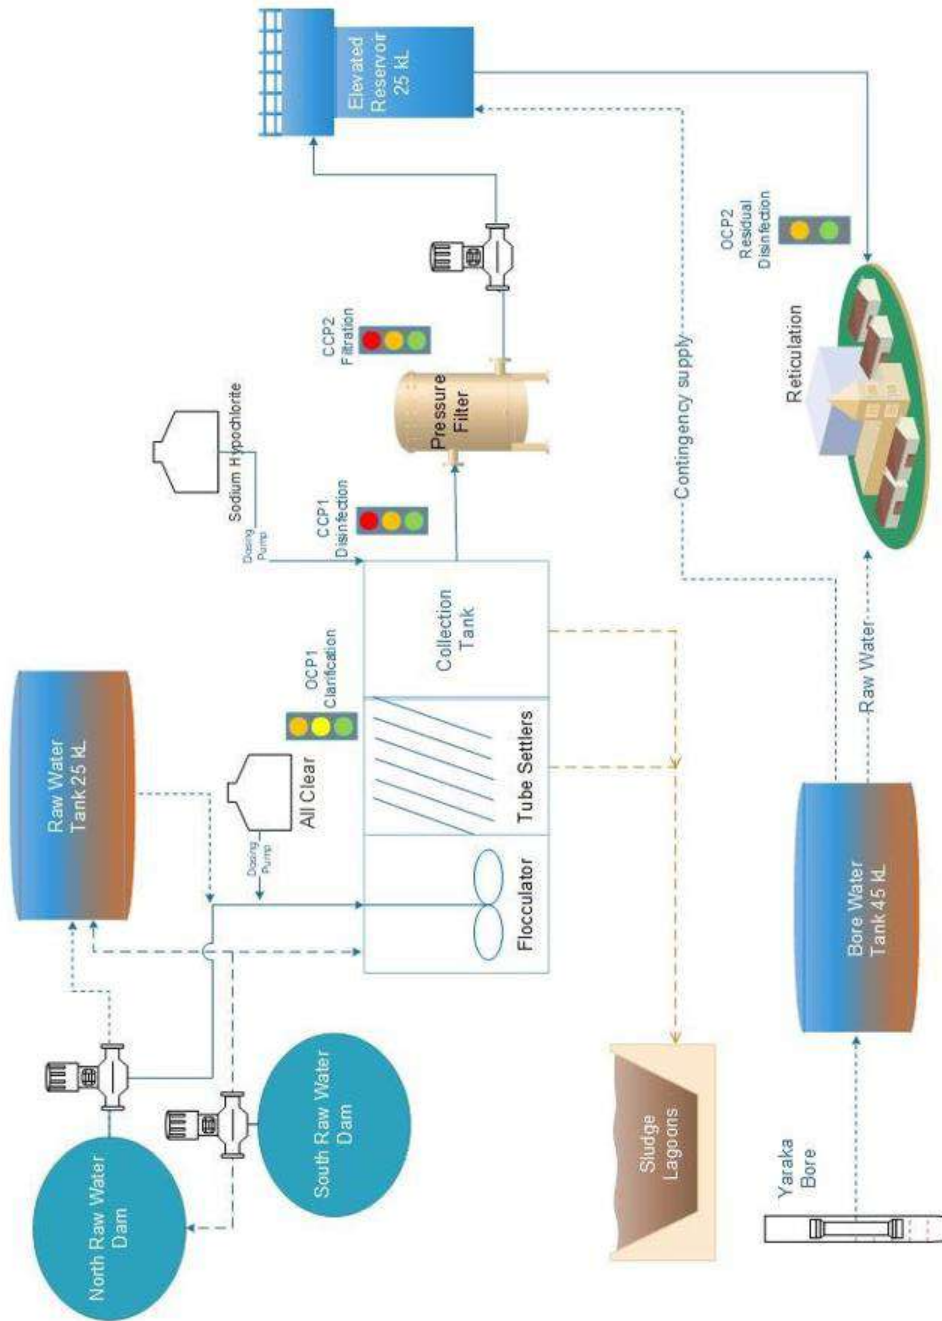 North Raw Water
Dam
South Raw Water
Dam
Raw Water
Tank 25 kL
Dosing
Pump
All Clear
OCP1
Clarification
Dosing
Pump
Sodium Hypochlorite
Flocculator
Tube Settlers
Collection
Tank
CCP1
Disinfection
Pressure
Filter
CCP2
Filtration
Elevated
Reservoir
25 kL
Sludge
Lagoons
Yaraka
Bore
Bore Water
Tank 45 kL
Raw Water
Contingency supply
Reticulation
OCP2
Residual
Disinfection